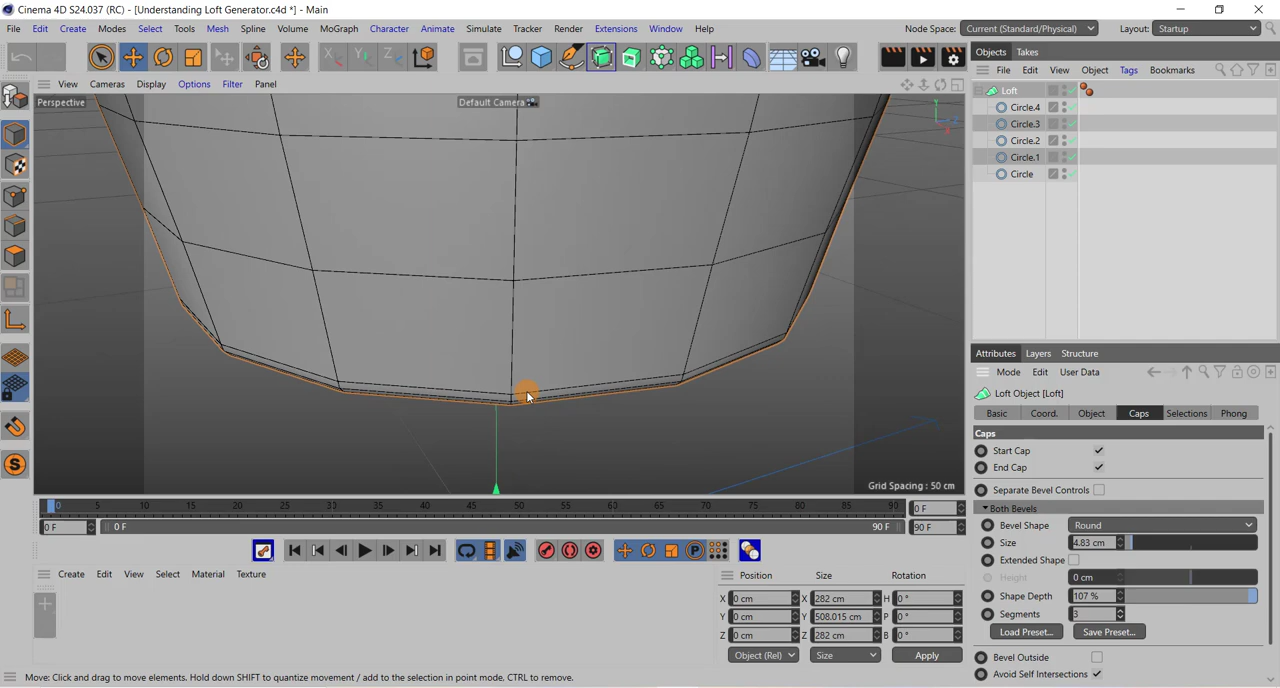 Cinema 4D S24.037 (RC) - [Understanding Loft Generator.c4d *] - Main
File Edit Create Modes Select Tools Mesh Spline Volume MoGraph Character Animate Simulate Tracker Render Extensions Window Help Node Space: Current (Standard/Physical) Layout: Startup
Objects Takes
File Edit View Object Tags Bookmarks
View Cameras Display Options Filter Panel
Perspective Default Camera
Loft
Circle.4
Circle.3
Circle.2
Circle.1
Circle
Attributes Layers Structure
Mode Edit User Data
Loft Object [Loft]
Basic Coord. Object Caps Selections Phong
Caps
Start Cap
End Cap
Separate Bevel Controls
Both Bevels
Bevel Shape Round
Size 4.83 cm
Extended Shape
Height 0 cm
Shape Depth 107 %
Segments 3
Load Preset... Save Preset...
Bevel Outside
Avoid Self Intersections
Grid Spacing : 50 cm
0 5 10 15 20 25 30 35 40 45 50 55 60 65 70 75 80 85 90 0 F
0 F 0 F 90 F 90 F
Create Edit View Select Material Texture
Position Size Rotation
X 0 cm X 282 cm H 0 °
Y 0 cm Y 508.015 cm P 0 °
Z 0 cm Z 282 cm B 0 °
Object (Rel) Size Apply
Move: Click and drag to move elements. Hold down SHIFT to quantize movement / add to the selection in point mode, CTRL to remove.